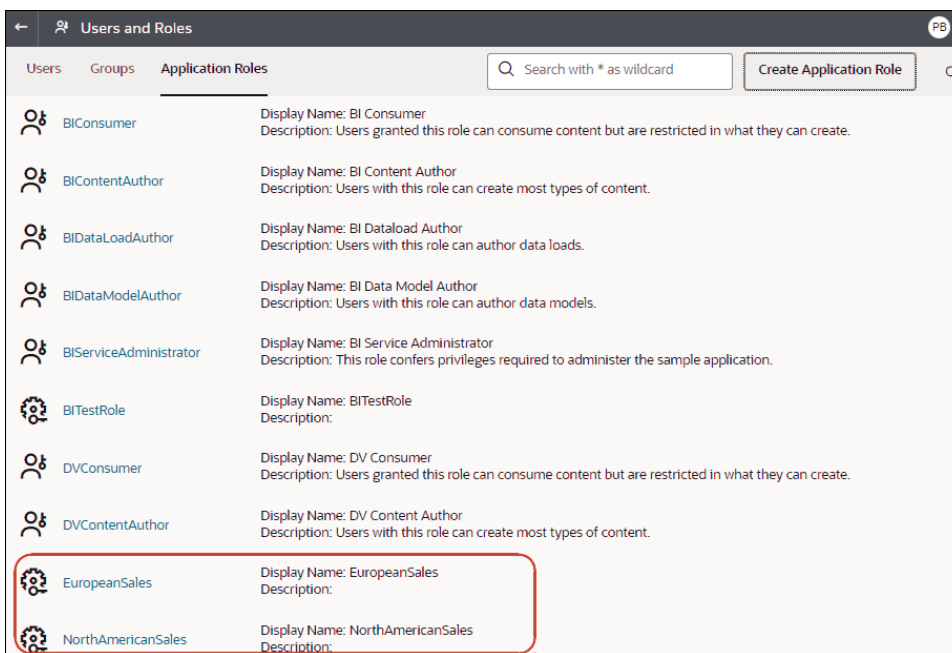 Users and Roles
PB
Users Groups Application Roles
Search with * as wildcard
Create Application Role
BIConsumer
Display Name: BI Consumer
Description: Users granted this role can consume content but are restricted in what they can create.
BIContentAuthor
Display Name: BI Content Author
Description: Users with this role can create most types of content.
BIDataLoadAuthor
Display Name: BI Dataload Author
Description: Users with this role can author data loads.
BIDataModelAuthor
Display Name: BI Data Model Author
Description: Users with this role can author data models.
BIServiceAdministrator
Display Name: BI Service Administrator
Description: This role confers privileges required to administer the sample application.
BITestRole
Display Name: BITestRole
Description:
DVConsumer
Display Name: DV Consumer
Description: Users granted this role can consume content but are restricted in what they can create.
DVContentAuthor
Display Name: DV Content Author
Description: Users with this role can create most types of content.
EuropeanSales
Display Name: EuropeanSales
Description:
NorthAmericanSales
Display Name: NorthAmericanSales
Description: